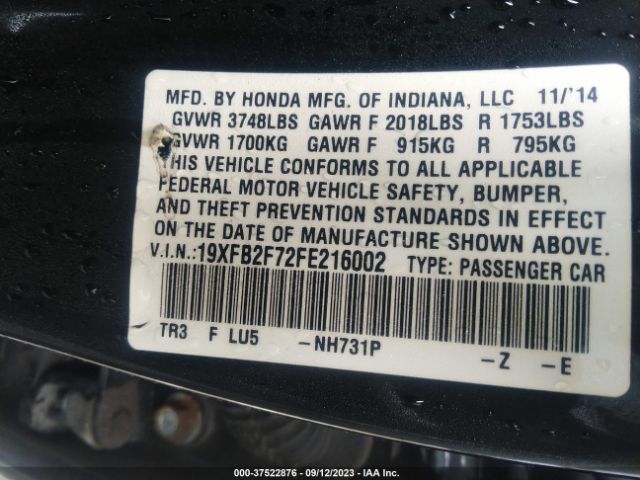 MFD. BY HONDA MFG. OF INDIANA, LLC 11/'14
GVWR 3748LBS GAWR F 2018LBS R 1753LBS
GVWR 1700KG GAWR F 915KG R 795KG
THIS VEHICLE CONFORMS TO ALL APPLICABLE
FEDERAL MOTOR VEHICLE SAFETY, BUMPER,
AND THEFT PREVENTION STANDARDS IN EFFECT
ON THE DATE OF MANUFACTURE SHOWN ABOVE.
V.I.N.:19XFB2F72FE216002 TYPE: PASSENGER CAR
TR3 F LU5 -NH731P -Z -E
000-37522876 - 09/12/2023 - IAA Inc.